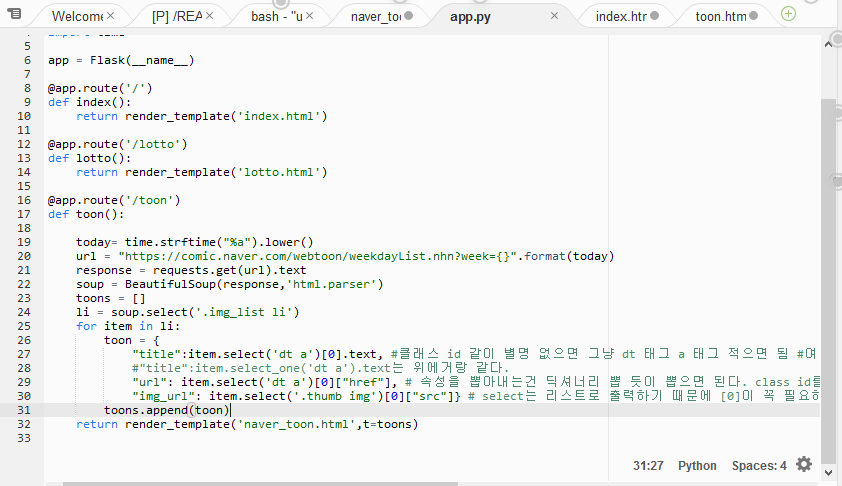 Welcome
[P] /REA
bash - "u
naver_to
app.py
index.htr
toon.htm
5
6 app = Flask(__name__)
7
8 @app.route('/')
9 def index():
10 return render_template('index.html')
11
12 @app.route('/lotto')
13 def lotto():
14 return render_template('lotto.html')
15
16 @app.route('/toon')
17 def toon():
18
19 today= time.strftime("%a").lower()
20 url = "https://comic.naver.com/webtoon/weekdayList.nhn?week={}".format(today)
21 response = requests.get(url).text
22 soup = BeautifulSoup(response,'html.parser')
23 toons = []
24 li = soup.select('.img_list li')
25 for item in li:
26 toon = {
27 "title":item.select('dt a')[0].text, #클래스 id 같이 별명 없으면 그냥 dt 태그 a 태그 적으면 됨 #여
28 #"title":item.select_one('dt a').text는 위에거랑 같다.
29 "url": item.select('dt a')[0]["href"], # 속성을 뽑아내는건 딕셔너리 뽑 듯이 뽑으면 된다. class id를
30 "img_url": item.select('.thumb img')[0]["src"]} # select는 리스트로 출력하기 때문에 [0]이 꼭 필요하
31 toons.append(toon)
32 return render_template('naver_toon.html',t=toons)
33
31:27 Python Spaces: 4